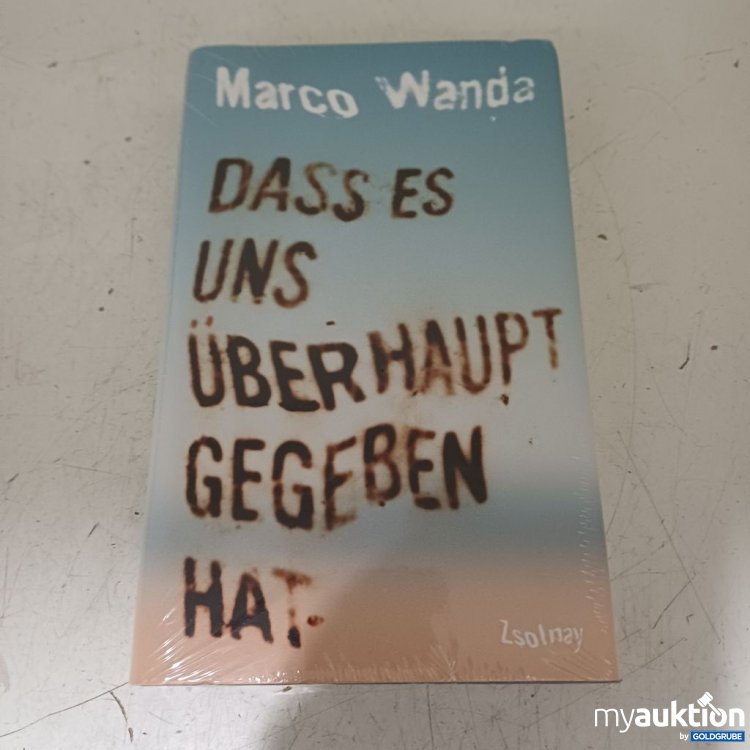 Marco Wanda
DASS ES
UNS
ÜBERHAUPT
GEGEBEN
HAT
Zsolnay
myauktion
by GOLDGRUBE